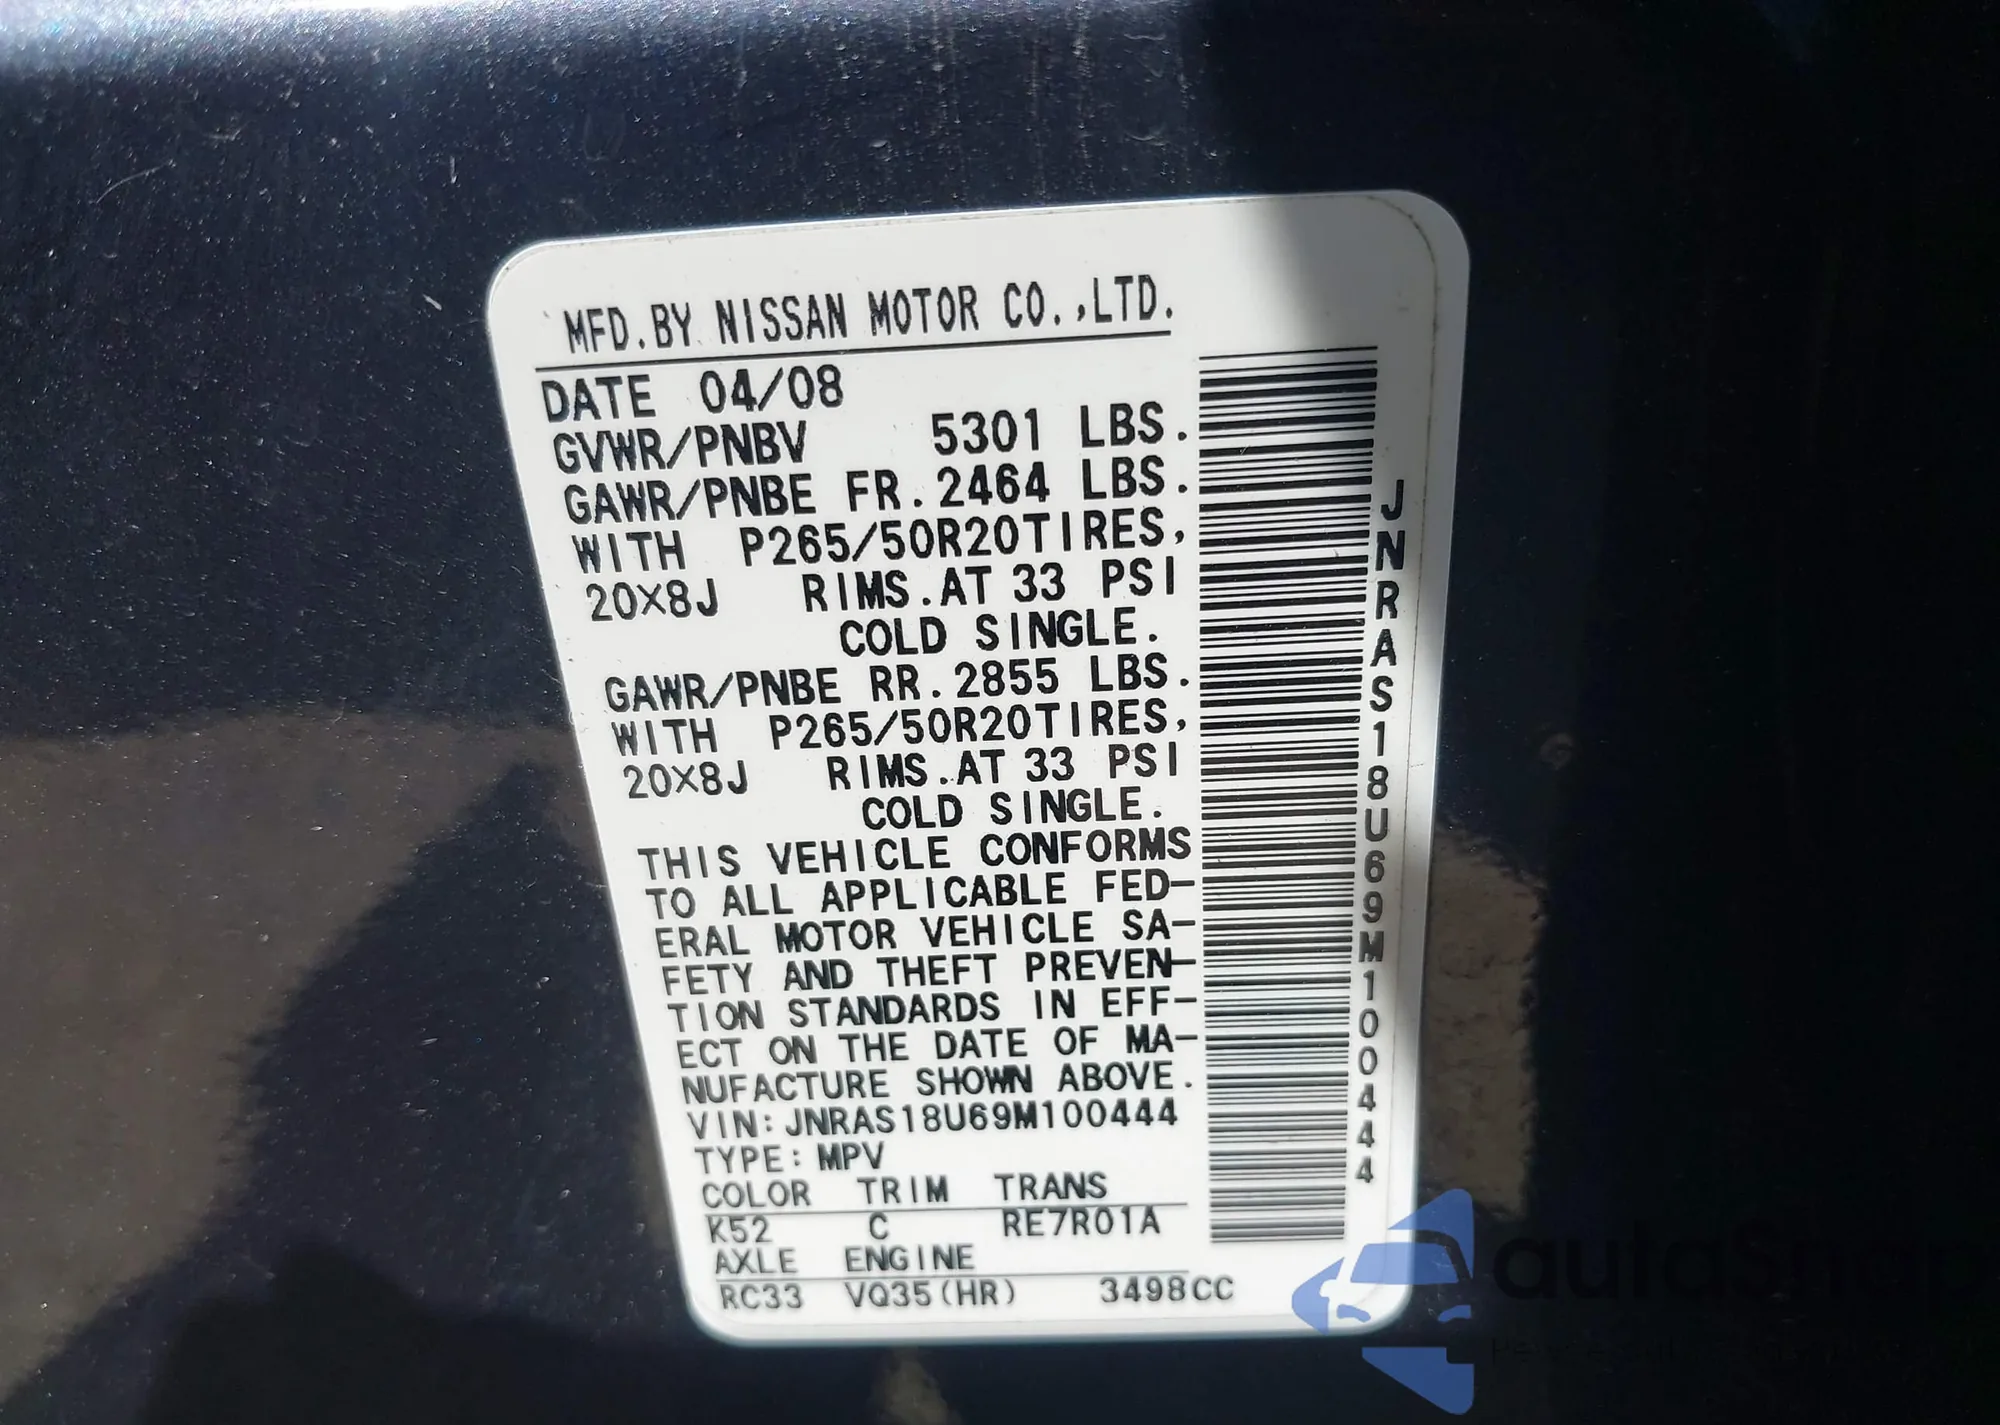 MFD.BY NISSAN MOTOR CO.,LTD.
DATE 04/08
GVWR/PNBV 5301 LBS.
GAWR/PNBE FR.2464 LBS.
WITH P265/50R20TIRES,
20X8J RIMS.AT 33 PSI
COLD SINGLE.
GAWR/PNBE RR.2855 LBS.
WITH P265/50R20TIRES,
20X8J RIMS.AT 33 PSI
COLD SINGLE.
THIS VEHICLE CONFORMS
TO ALL APPLICABLE FED-
ERAL MOTOR VEHICLE SA-
FETY AND THEFT PREVEN-
TION STANDARDS IN EFF-
ECT ON THE DATE OF MA-
NUFACTURE SHOWN ABOVE.
VIN:JNRAS18U69M100444
TYPE:MPV
COLOR TRIM TRANS
K52 C RE7R01A
AXLE ENGINE
RC33 VQ35(HR) 3498CC
JNRAS18U69M100444